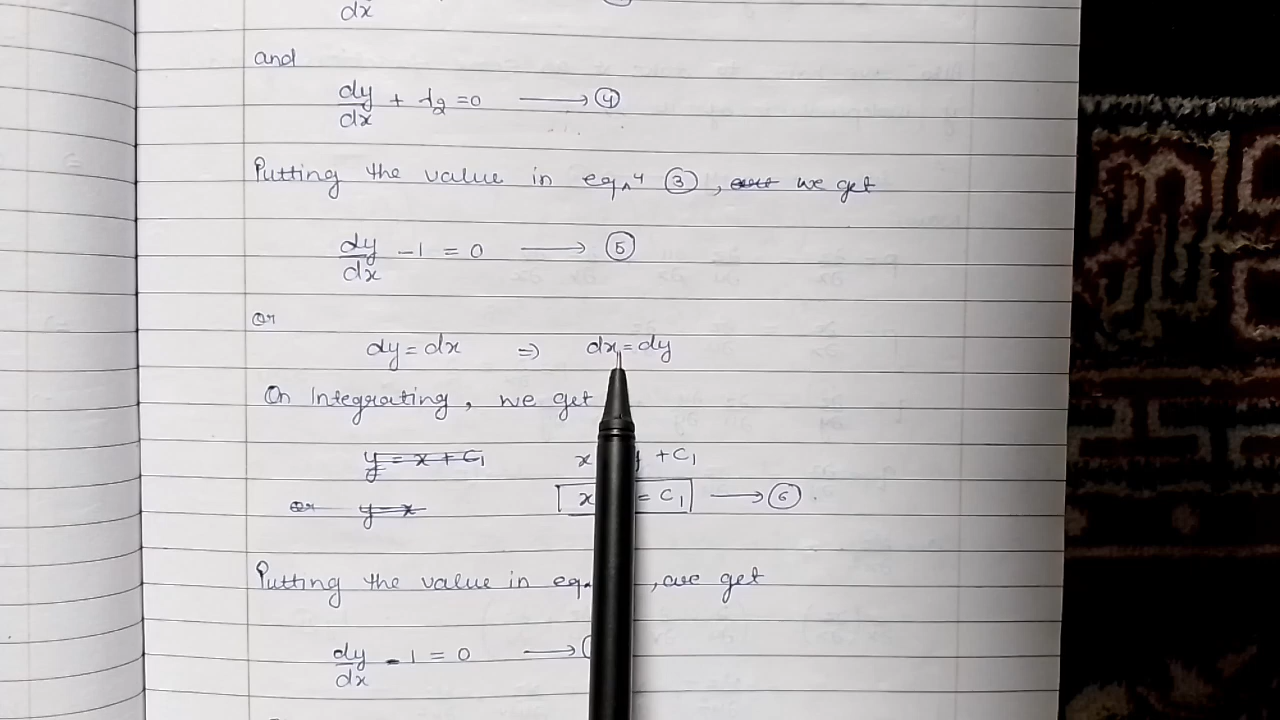 dx
and
dy/dx + λ2 = 0 ⟶ ④
Putting the value in eqn ③, we get
dy/dx - 1 = 0 ⟶ ⑤
or
dy = dx ⇒ dx = dy
On Integrating, we get
y = x + C1 x y + C1
or y = x x = C1 ⟶ ⑥.
Putting the value in eq , we get
dy/dx - 1 = 0 ⟶